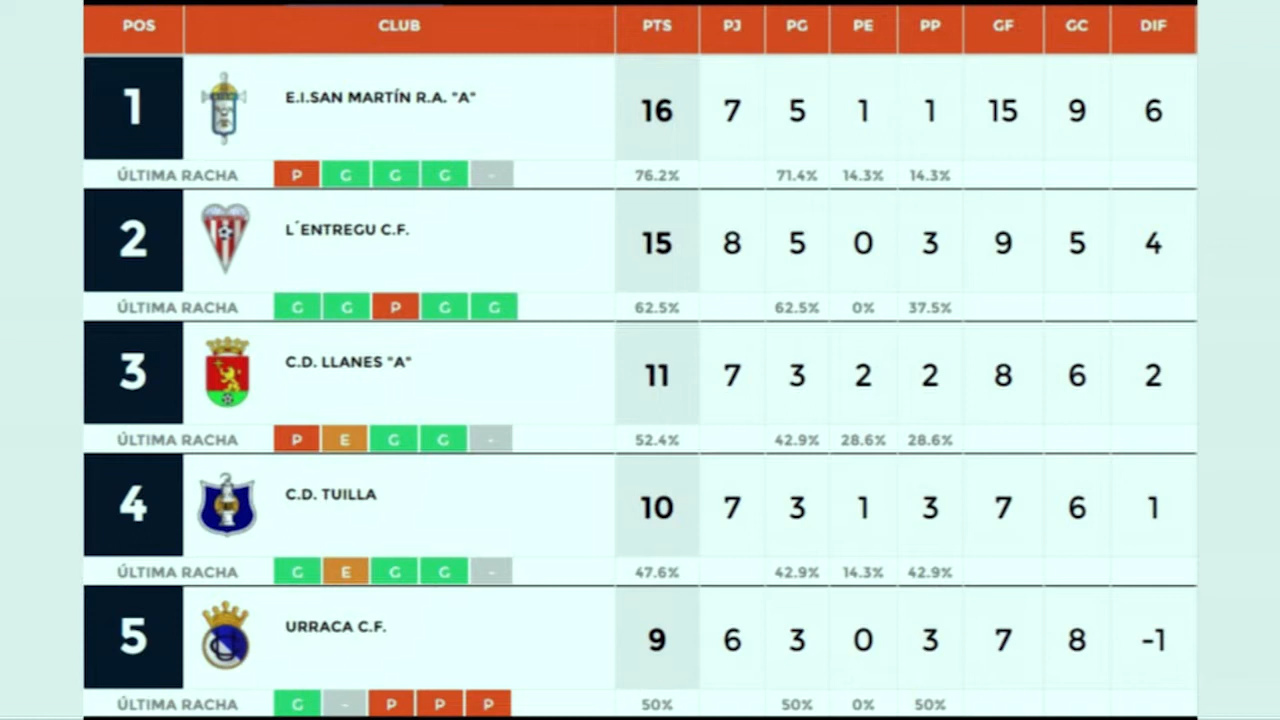 POS CLUB PTS PJ PG PE PP GF GC DIF
1 E.I.SAN MARTÍN R.A. "A" 16 7 5 1 1 15 9 6
ÚLTIMA RACHA P G G G - 76.2% 71.4% 14.3% 14.3%
2 L´ENTREGU C.F. 15 8 5 0 3 9 5 4
ÚLTIMA RACHA G G P G G 62.5% 62.5% 0% 37.5%
3 C.D. LLANES "A" 11 7 3 2 2 8 6 2
ÚLTIMA RACHA P E G G - 52.4% 42.9% 28.6% 28.6%
4 C.D. TUILLA 10 7 3 1 3 7 6 1
ÚLTIMA RACHA G E G G - 47.6% 42.9% 14.3% 42.9%
5 URRACA C.F. 9 6 3 0 3 7 8 -1
ÚLTIMA RACHA G - P P P 50% 50% 0% 50%